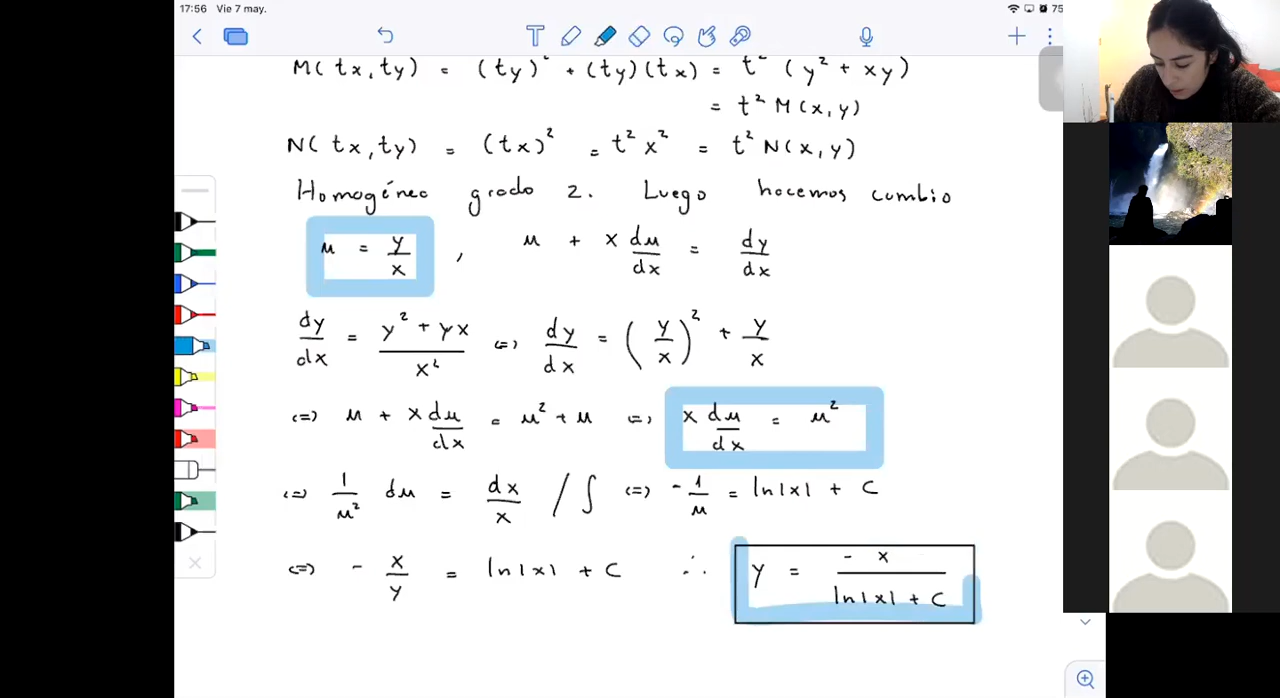 17:56 Vie 7 may.
75
M(tx,ty) = (ty)² + (ty)(tx) = t² (y² + xy)
= t² M(x,y)
N(tx,ty) = (tx)² = t² x² = t² N(x,y)
Homogéneo grado 2. Luego hacemos cambio
u = y/x , u + x du/dx = dy/dx
dy/dx = (y² + yx)/x² (=) dy/dx = (y/x)² + y/x
(=) u + x du/dx = u² + u (=) x du/dx = u²
(=) 1/u² du = dx/x / ∫ (=) - 1/u = ln|x| + C
(=) - x/y = ln|x| + C ∴ y = - x/(ln|x| + C)